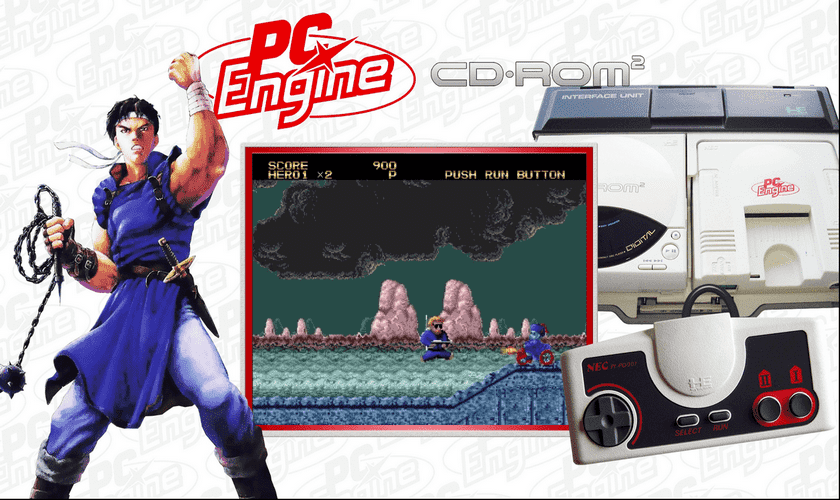 PC
Engine
CD·ROM²
INTERFACE UNIT
SCORE 900
HERO1 ×2 P PUSH RUN BUTTON
ROM²
PC
Engine
DIGITAL
NEC
SELECT RUN
II I